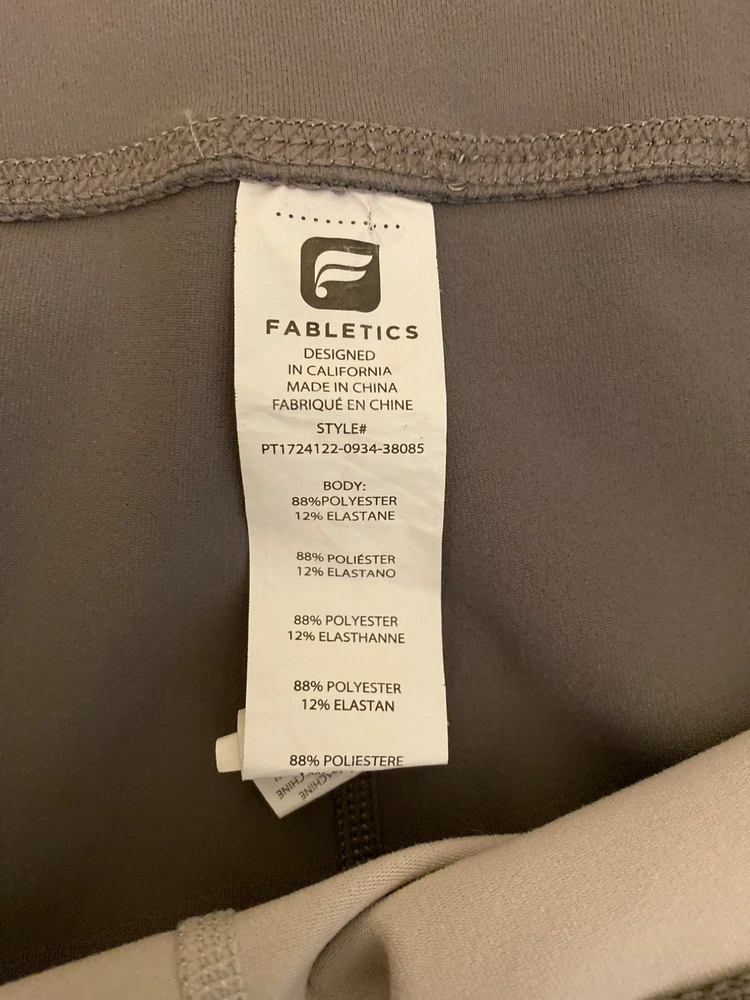 FABLETICS
DESIGNED
IN CALIFORNIA
MADE IN CHINA
FABRIQUÉ EN CHINE
STYLE#
PT1724122-0934-38085
BODY:
88%POLYESTER
12% ELASTANE
88% POLIÉSTER
12% ELASTANO
88% POLYESTER
12% ELASTHANNE
88% POLYESTER
12% ELASTAN
88% POLIESTERE